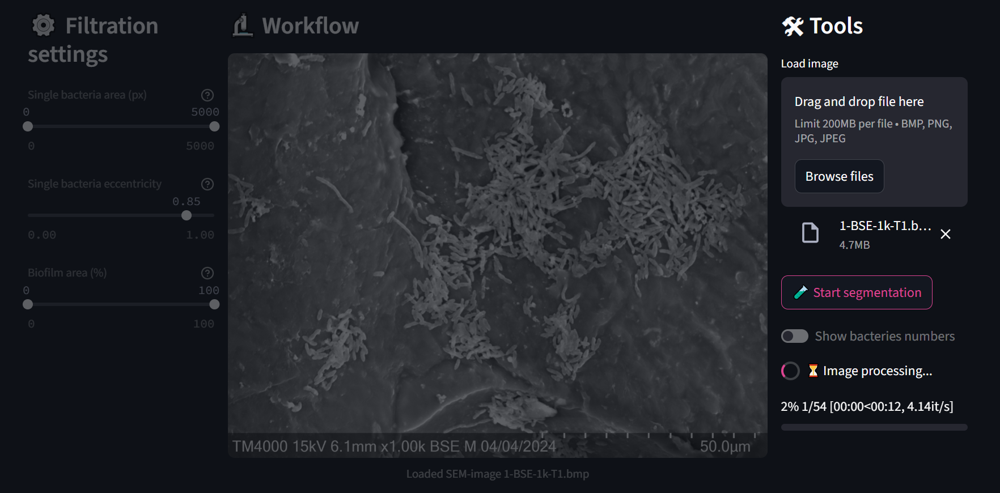 Filtration
settings
Single bacteria area (px)
0 5000
0 5000
Single bacteria eccentricity
0.85
0.00 1.00
Biofilm area (%)
0 100
0 100
Workflow
TM4000 15kV 6.1mm x1.00k BSE M 04/04/2024 50.0µm
Loaded SEM-image 1-BSE-1k-T1.bmp
Tools
Load image
Drag and drop file here
Limit 200MB per file • BMP, PNG,
JPG, JPEG
Browse files
1-BSE-1k-T1.b...
4.7MB
Start segmentation
Show bacteries numbers
Image processing...
2% 1/54 [00:00<00:12, 4.14it/s]